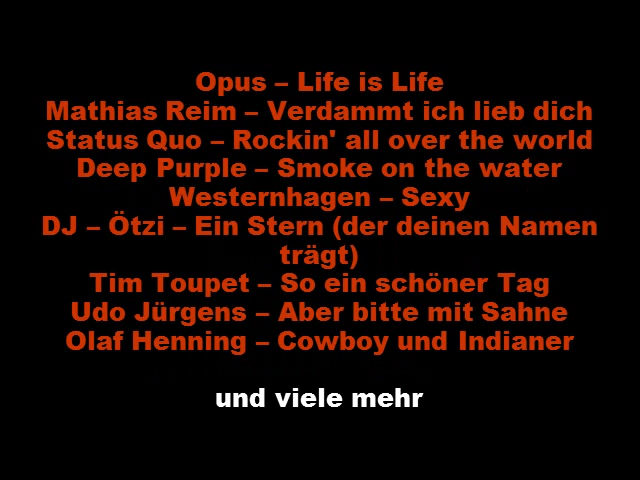 Opus – Life is Life
Mathias Reim – Verdammt ich lieb dich
Status Quo – Rockin' all over the world
Deep Purple – Smoke on the water
Westernhagen – Sexy
DJ – Ötzi – Ein Stern (der deinen Namen
trägt)
Tim Toupet – So ein schöner Tag
Udo Jürgens – Aber bitte mit Sahne
Olaf Henning – Cowboy und Indianer
und viele mehr